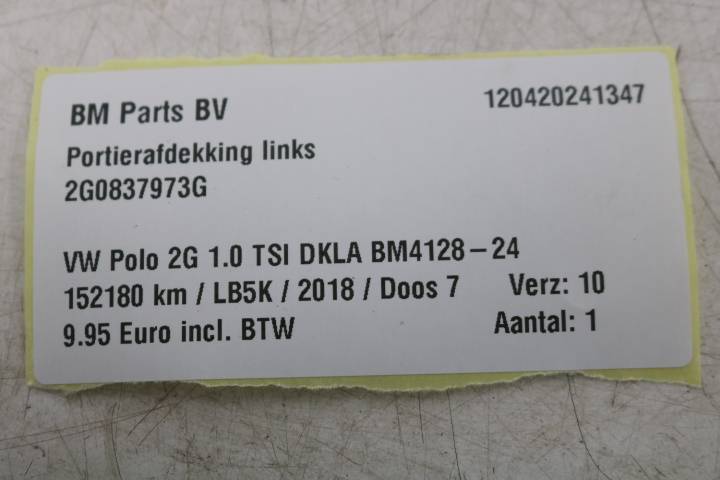 BM Parts BV 120420241347
Portierafdekking links
2G0837973G
VW Polo 2G 1.0 TSI DKLA BM4128-24
152180 km / LB5K / 2018 / Doos 7 Verz: 10
9.95 Euro incl. BTW Aantal: 1